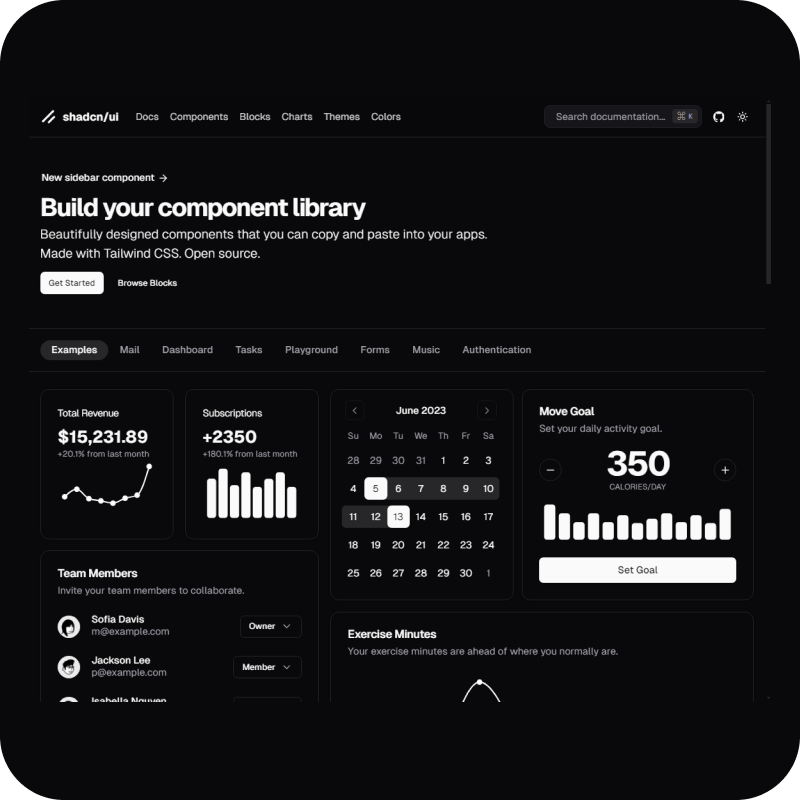 shadcn/ui Docs Components Blocks Charts Themes Colors Search documentation... ⌘ K
New sidebar component →
Build your component library
Beautifully designed components that you can copy and paste into your apps.
Made with Tailwind CSS. Open source.
Get Started Browse Blocks
Examples Mail Dashboard Tasks Playground Forms Music Authentication
Total Revenue
$15,231.89
+20.1% from last month
Subscriptions
+2350
+180.1% from last month
June 2023
Su Mo Tu We Th Fr Sa
28 29 30 31 1 2 3
4 5 6 7 8 9 10
11 12 13 14 15 16 17
18 19 20 21 22 23 24
25 26 27 28 29 30 1
Move Goal
Set your daily activity goal.
350
CALORIES/DAY
Set Goal
Team Members
Invite your team members to collaborate.
Sofia Davis
m@example.com
Owner
Jackson Lee
p@example.com
Member
Isabella Nguyen
Exercise Minutes
Your exercise minutes are ahead of where you normally are.